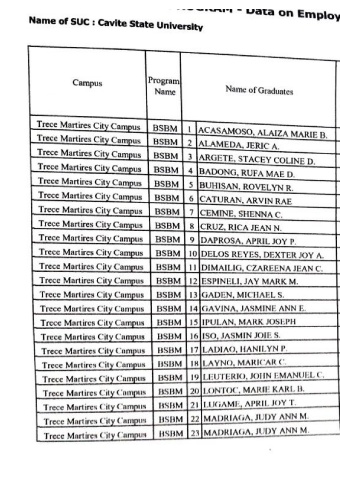 - Data on Employ
Name of SUC : Cavite State University
Campus Program Name Name of Graduates
Trece Martires City Campus BSBM 1 ACASAMOSO, ALAIZA MARIE B.
Trece Martires City Campus BSBM 2 ALAMEDA, JERIC A.
Trece Martires City Campus BSBM 3 ARGETE, STACEY COLINE D.
Trece Martires City Campus BSBM 4 BADONG, RUFA MAE D.
Trece Martires City Campus BSBM 5 BUHISAN, ROVELYN R.
Trece Martires City Campus BSBM 6 CATURAN, ARVIN RAE
Trece Martires City Campus BSBM 7 CEMINE, SHENNA C.
Trece Martires City Campus BSBM 8 CRUZ, RICA JEAN N.
Trece Martires City Campus BSBM 9 DAPROSA, APRIL JOY P.
Trece Martires City Campus BSBM 10 DELOS REYES, DEXTER JOY A.
Trece Martires City Campus BSBM 11 DIMAILIG, CZAREENA JEAN C.
Trece Martires City Campus BSBM 12 ESPINELI, JAY MARK M.
Trece Martires City Campus BSBM 13 GADEN, MICHAEL S.
Trece Martires City Campus BSBM 14 GAVINA, JASMINE ANN E.
Trece Martires City Campus BSBM 15 IPULAN, MARK JOSEPH
Trece Martires City Campus BSBM 16 ISO, JASMIN JOIE S.
Trece Martires City Campus BSBM 17 LADIAO, HANILYN P.
Trece Martires City Campus BSBM 18 LAYNO, MARICAR C.
Trece Martires City Campus BSBM 19 LEUTERIO, JOHN EMANUEL C.
Trece Martires City Campus BSBM 20 LONTOC, MARIE KARL B.
Trece Martires City Campus BSBM 21 LUGAME, APRIL JOY T.
Trece Martires City Campus BSBM 22 MADRIAGA, JUDY ANN M.
Trece Martires City Campus BSBM 23 MADRIAGA, JUDY ANN M.